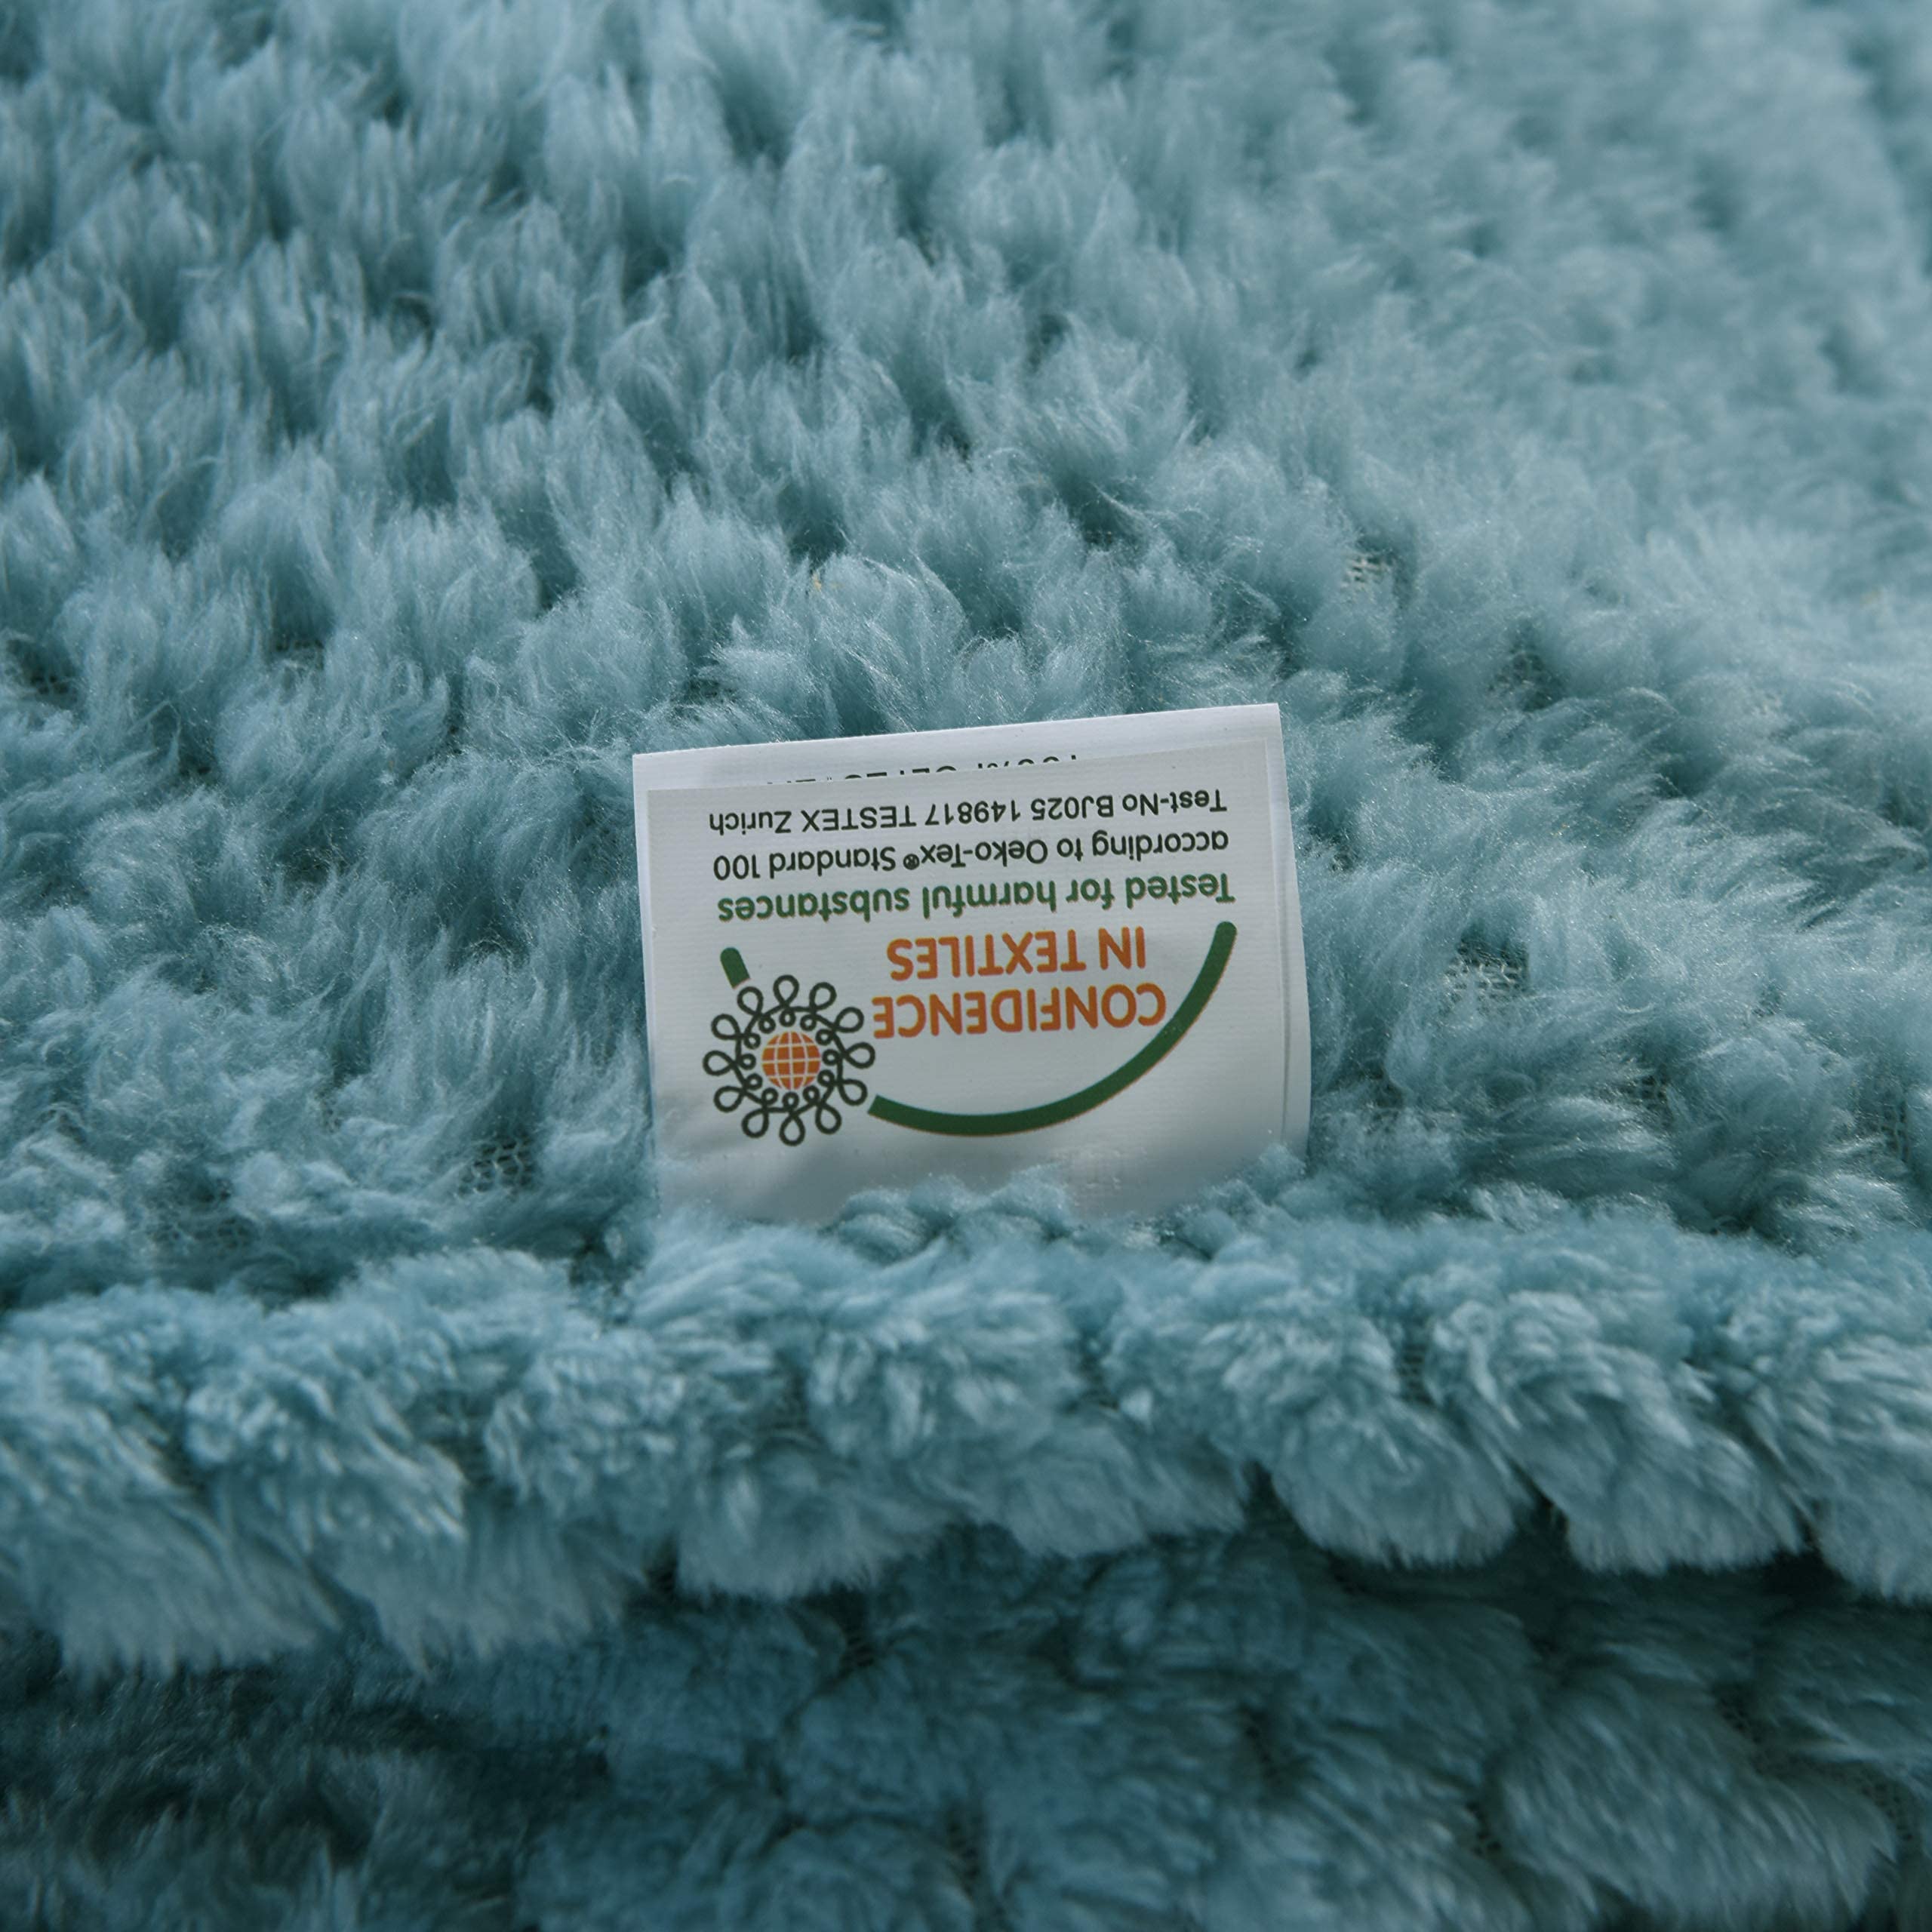 CONFIDENCE
IN TEXTILES
Tested for harmful substances
according to Oeko-Tex® Standard 100
Test-No BJ025 149817 TESTEX Zurich